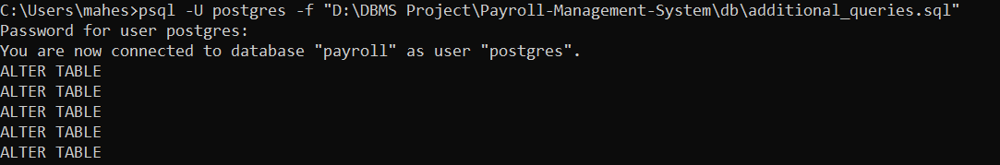 C:\Users\mahes>psql -U postgres -f "D:\DBMS Project\Payroll-Management-System\db\additional_queries.sql"
Password for user postgres:
You are now connected to database "payroll" as user "postgres".
ALTER TABLE
ALTER TABLE
ALTER TABLE
ALTER TABLE
ALTER TABLE